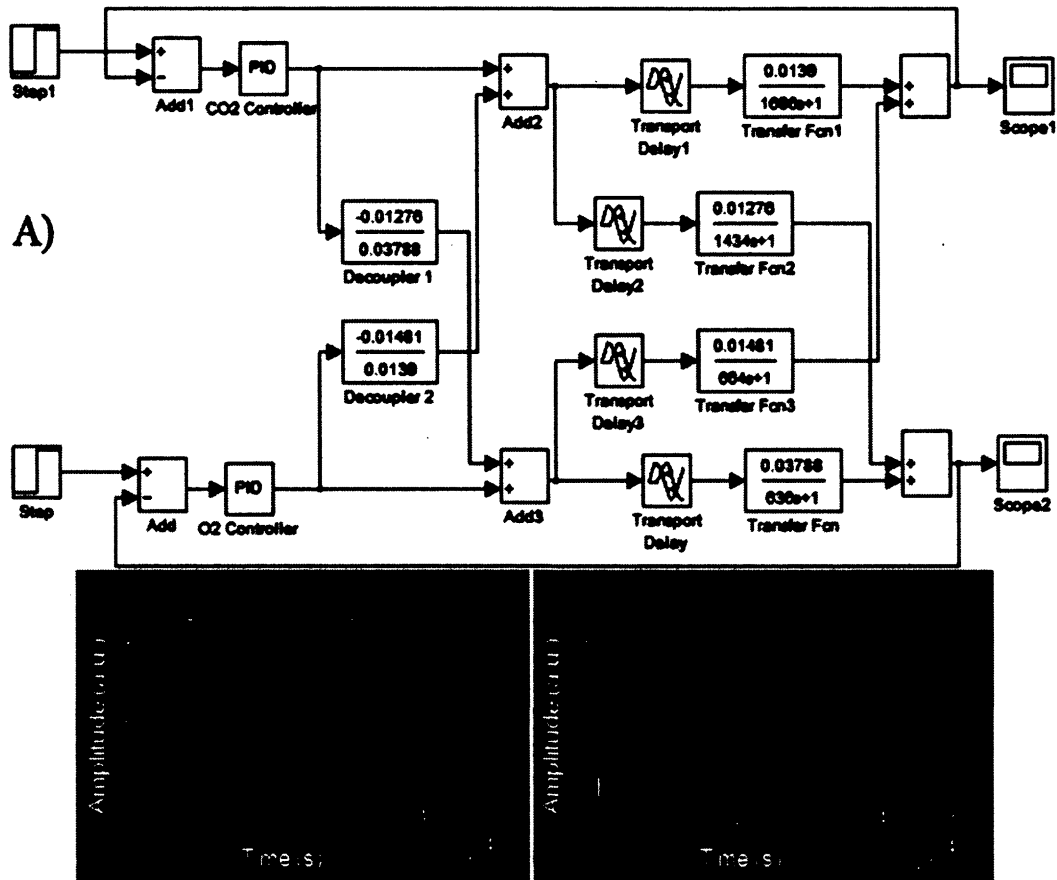 Step1
Add1
PID
CO2 Controller
Add2
Transport
Delay1
0.0139
1686s+1
Transfer Fcn1
Scope1
A)
-0.01276
0.03788
Decoupler 1
Transport
Delay2
0.01276
1434s+1
Transfer Fcn2
-0.01481
0.0139
Decoupler 2
Transport
Delay3
0.01481
664s+1
Transfer Fcn3
Step
Add
PID
O2 Controller
Add3
Transport
Delay
0.03788
636s+1
Transfer Fcn
Scope2
Amplitude (a.u.)
Time (s)
Amplitude (a.u.)
Time (s)